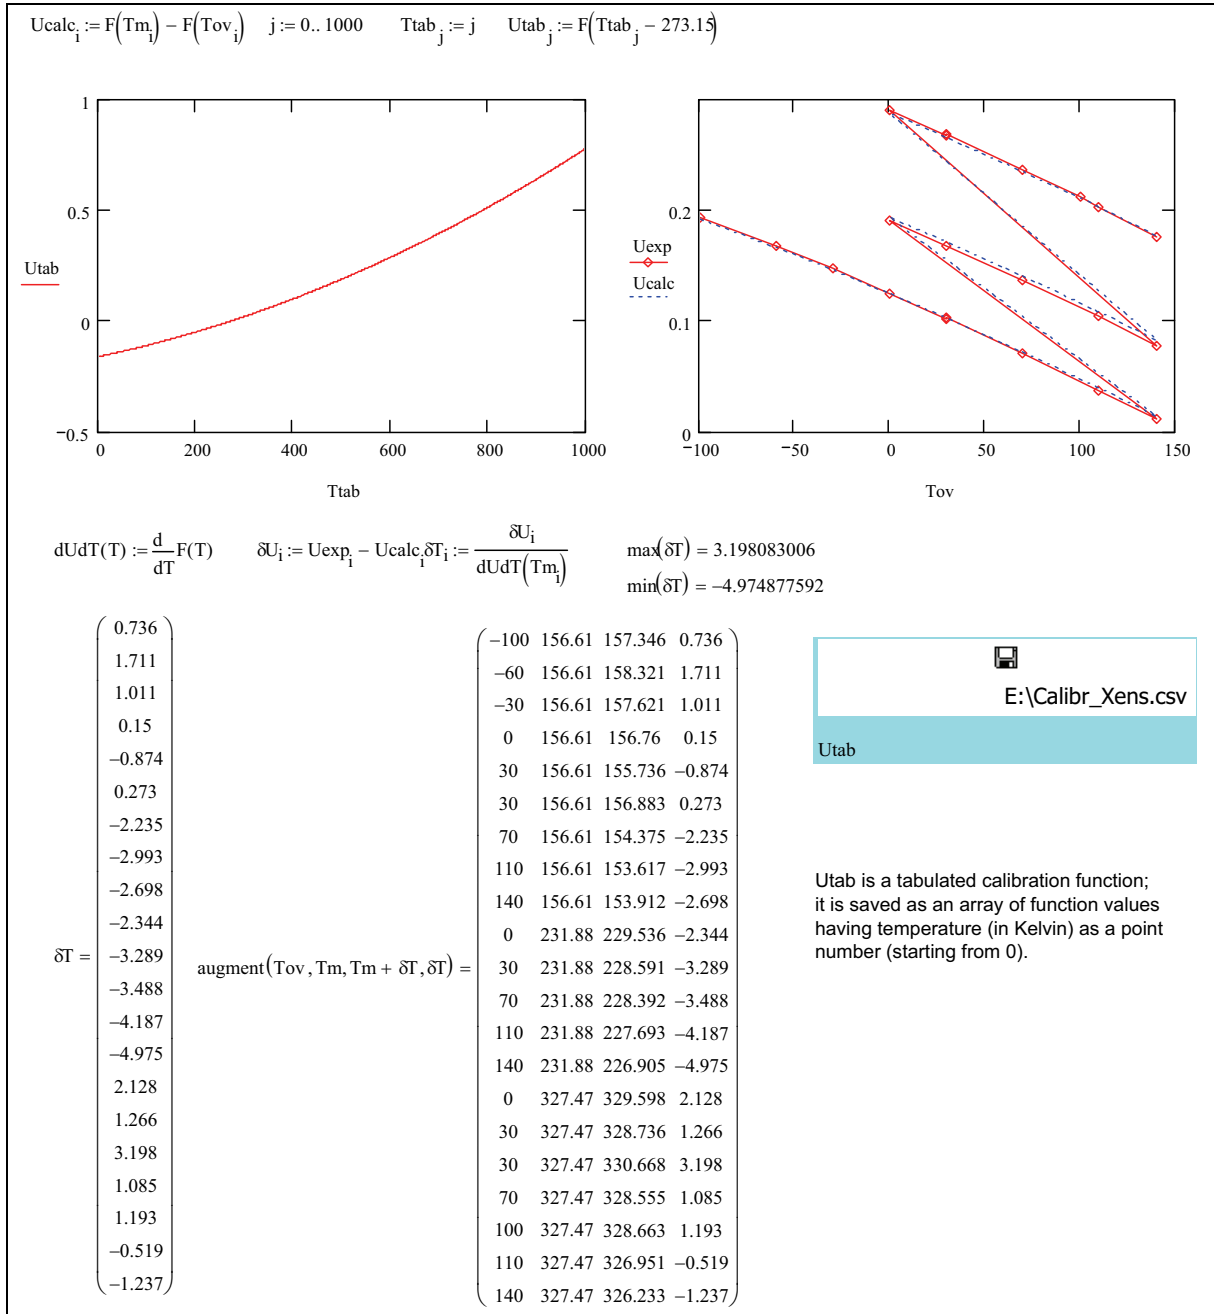 Ucalc_i := F(Tm_i) − F(Tov_i) j := 0.. 1000 Ttab_j := j Utab_j := F(Ttab_j − 273.15)
1
0.5
0
−0.5
0 200 400 600 800 1000
Utab
Ttab
0.2
0.1
0
−100 −50 0 50 100 150
Uexp
Ucalc
Tov
dUdT(T) := d/dT F(T) δU_i := Uexp_i − Ucalc_i δT_i := δU_i / dUdT(Tm_i) max(δT) = 3.198083006
min(δT) = −4.974877592
δT =
0.736
1.711
1.011
0.15
−0.874
0.273
−2.235
−2.993
−2.698
−2.344
−3.289
−3.488
−4.187
−4.975
2.128
1.266
3.198
1.085
1.193
−0.519
−1.237
augment(Tov , Tm, Tm + δT, δT) =
−100 156.61 157.346 0.736
−60 156.61 158.321 1.711
−30 156.61 157.621 1.011
0 156.61 156.76 0.15
30 156.61 155.736 −0.874
30 156.61 156.883 0.273
70 156.61 154.375 −2.235
110 156.61 153.617 −2.993
140 156.61 153.912 −2.698
0 231.88 229.536 −2.344
30 231.88 228.591 −3.289
70 231.88 228.392 −3.488
110 231.88 227.693 −4.187
140 231.88 226.905 −4.975
0 327.47 329.598 2.128
30 327.47 328.736 1.266
30 327.47 330.668 3.198
70 327.47 328.555 1.085
100 327.47 328.663 1.193
110 327.47 326.951 −0.519
140 327.47 326.233 −1.237
E:\Calibr_Xens.csv
Utab
Utab is a tabulated calibration function;
it is saved as an array of function values
having temperature (in Kelvin) as a point
number (starting from 0).